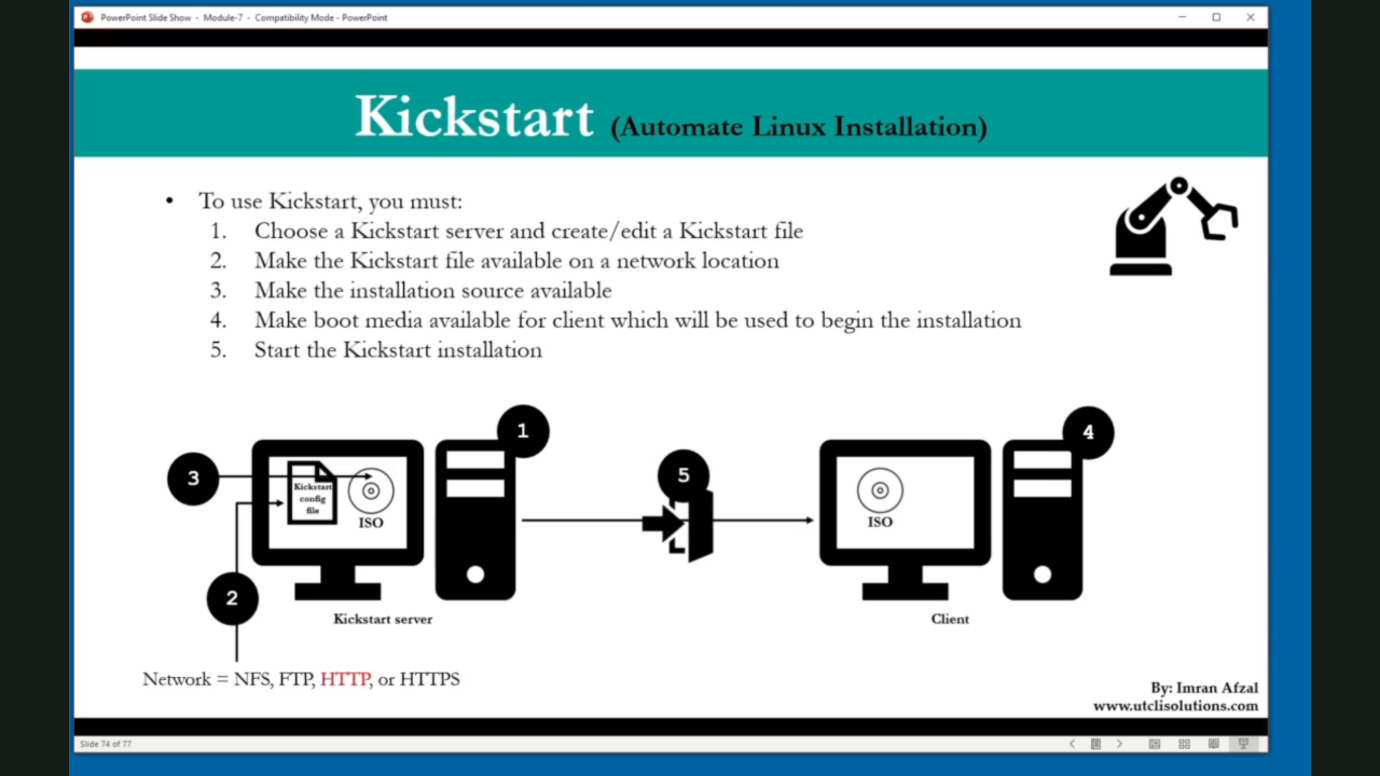 PowerPoint Slide Show - Module-7 - Compatibility Mode - PowerPoint
Kickstart (Automate Linux Installation)
• To use Kickstart, you must:
1. Choose a Kickstart server and create/edit a Kickstart file
2. Make the Kickstart file available on a network location
3. Make the installation source available
4. Make boot media available for client which will be used to begin the installation
5. Start the Kickstart installation
1
4
3
5
Kickstart
config
file
ISO
ISO
2
Kickstart server
Client
Network = NFS, FTP, HTTP, or HTTPS
By: Imran Afzal
www.utclisolutions.com
Slide 74 of 77